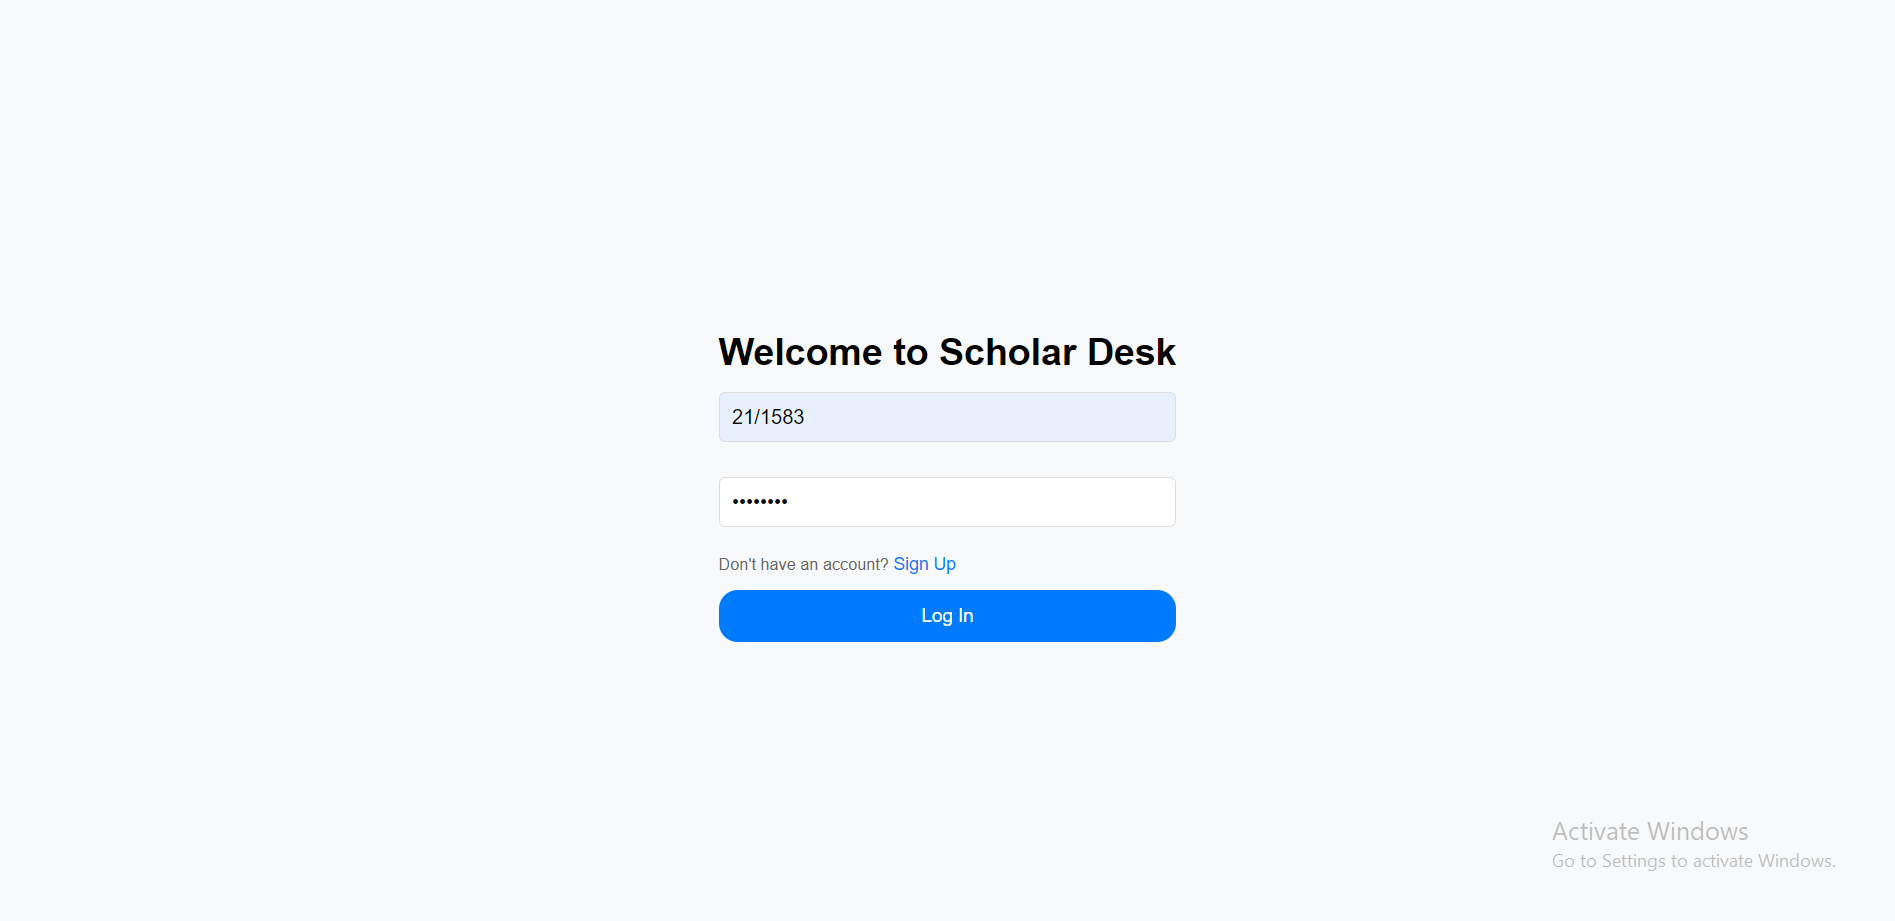 Welcome to Scholar Desk
21/1583
••••••••
Don't have an account? Sign Up
Log In
Activate Windows
Go to Settings to activate Windows.